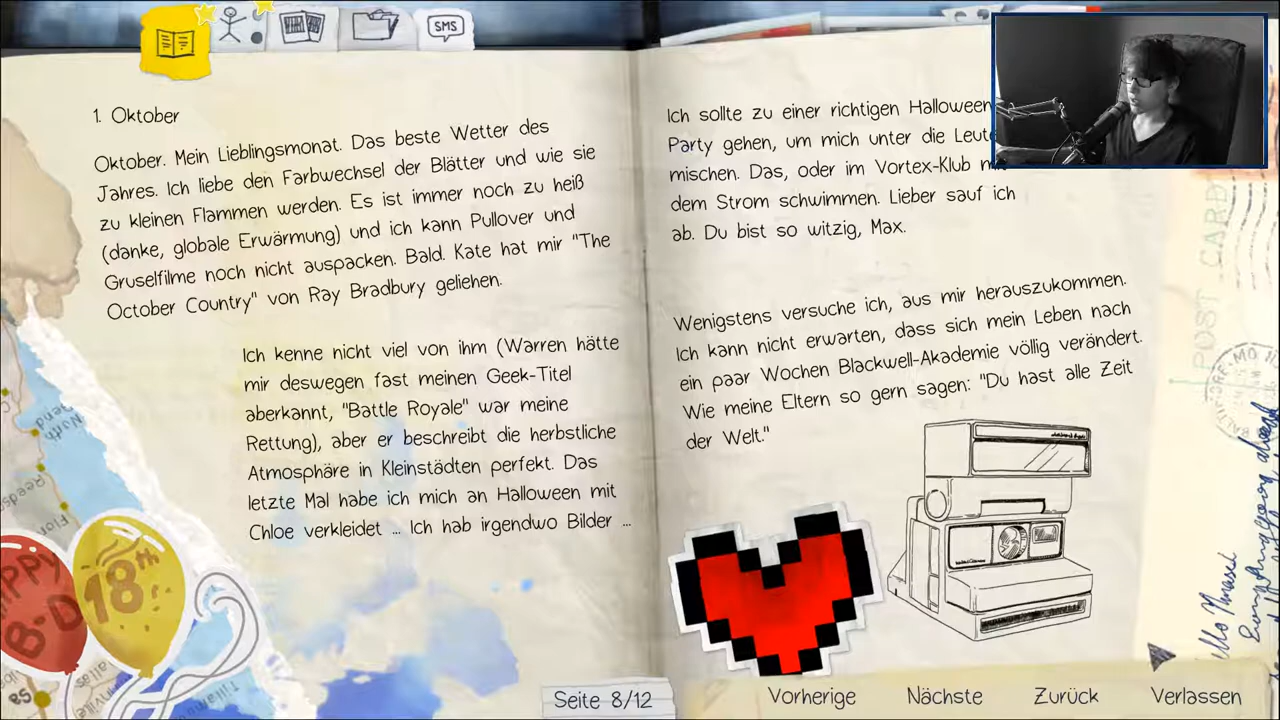 SMS
1. Oktober
Oktober. Mein Lieblingsmonat. Das beste Wetter des
Jahres. Ich liebe den Farbwechsel der Blätter und wie sie
zu kleinen Flammen werden. Es ist immer noch zu heiß
(danke, globale Erwärmung) und ich kann Pullover und
Gruselfilme noch nicht auspacken. Bald. Kate hat mir "The
October Country" von Ray Bradbury geliehen.
Ich kenne nicht viel von ihm (Warren hätte
mir deswegen fast meinen Geek-Titel
aberkannt, "Battle Royale" war meine
Rettung), aber er beschreibt die herbstliche
Atmosphäre in Kleinstädten perfekt. Das
letzte Mal habe ich mich an Halloween mit
Chloe verkleidet ... Ich hab irgendwo Bilder ...
Ich sollte zu einer richtigen Halloween
Party gehen, um mich unter die Leute
mischen. Das, oder im Vortex-Klub
dem Strom schwimmen. Lieber sauf ich
ab. Du bist so witzig, Max.
Wenigstens versuche ich, aus mir herauszukommen.
Ich kann nicht erwarten, dass sich mein Leben nach
ein paar Wochen Blackwell-Akademie völlig verändert.
Wie meine Eltern so gern sagen: "Du hast alle Zeit
der Welt."
POST CARD
18th
Seite 8/12
Vorherige
Nächste
Zurück
Verlassen